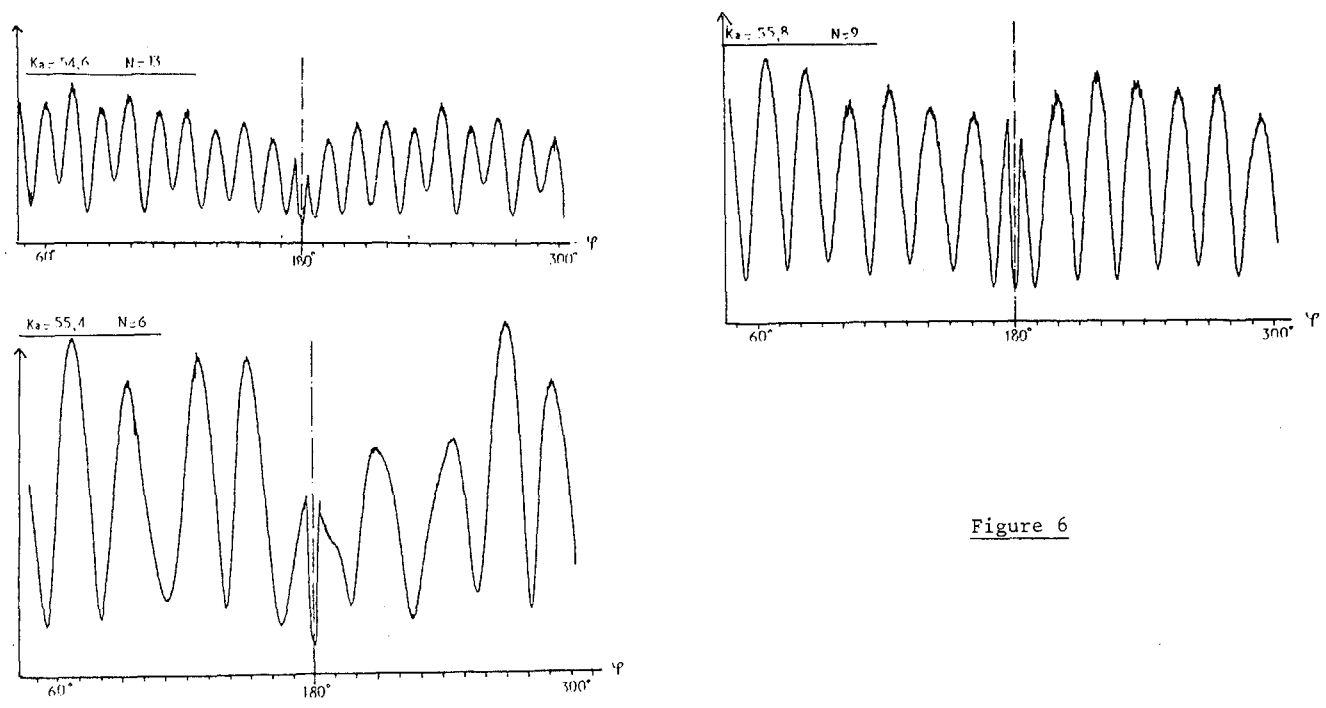 Ka = 54,6 N = 13
60° 180° 300° φ
Ka = 55,8 N = 9
60° 180° 300° φ
Ka = 55,4 N = 6
60° 180° 300° φ
Figure 6